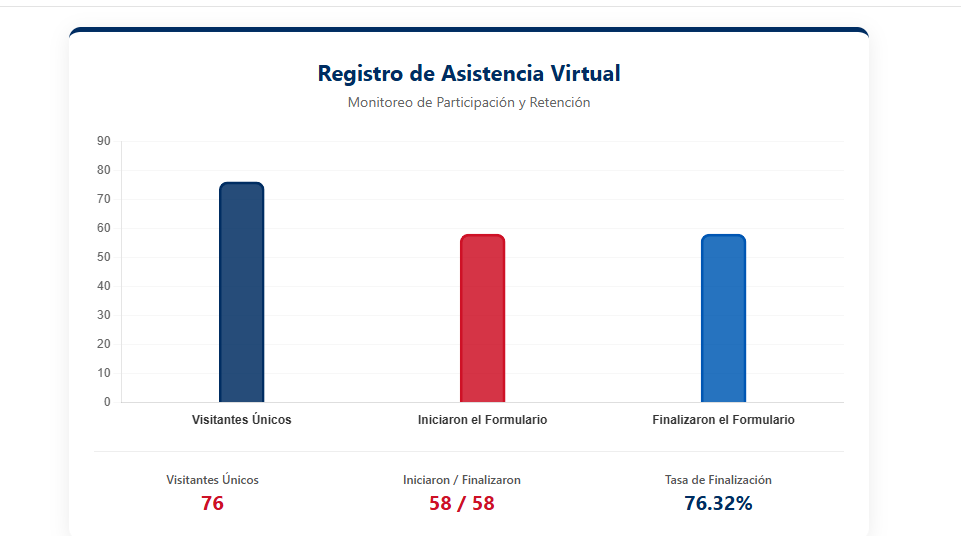 Registro de Asistencia Virtual
Monitoreo de Participación y Retención
90
80
70
60
50
40
30
20
10
0
Visitantes Únicos
Iniciaron el Formulario
Finalizaron el Formulario
Visitantes Únicos
Iniciaron / Finalizaron
Tasa de Finalización
76
58 / 58
76.32%